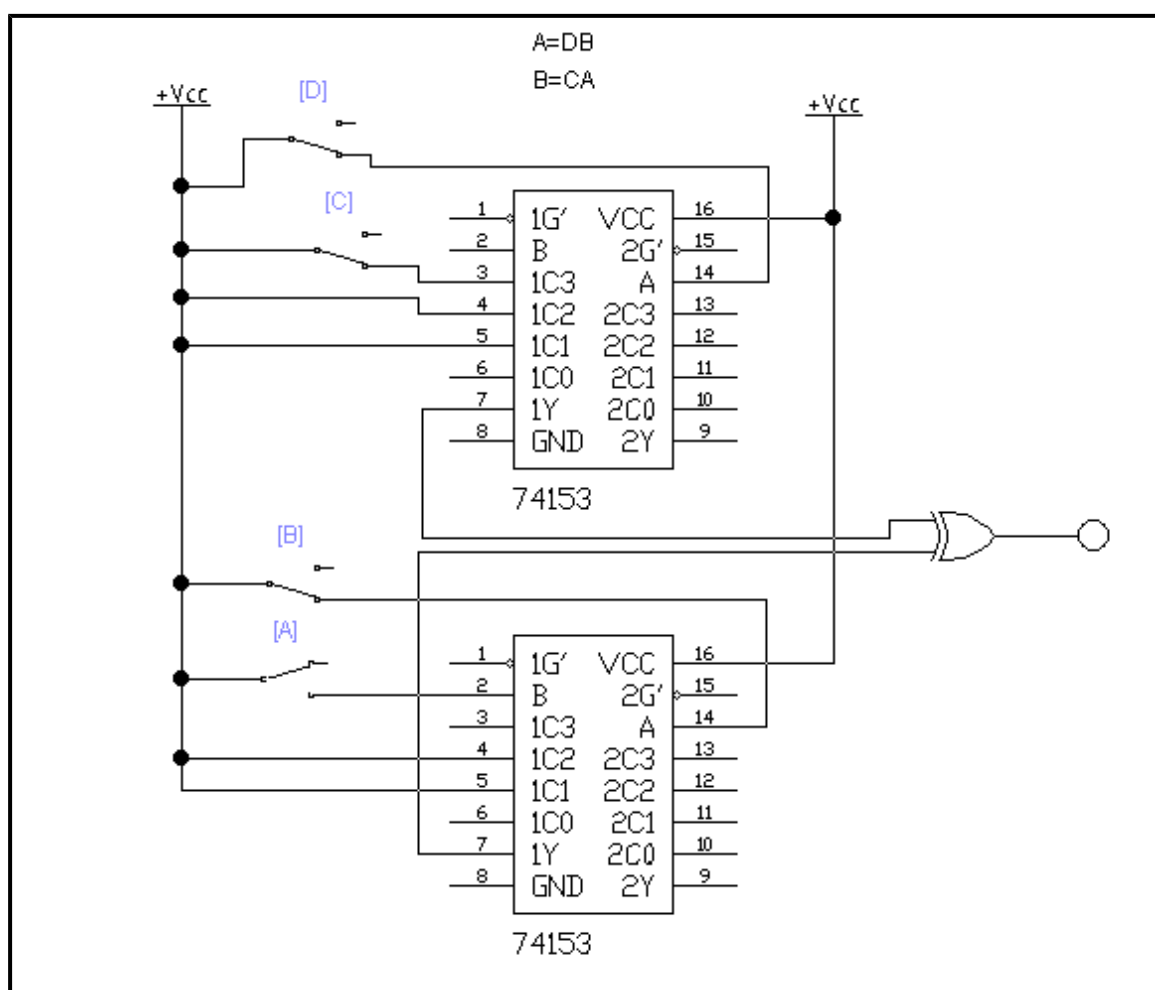 A=DB
B=CA
+Vcc
[D]
+Vcc
[C]
1 1G' VCC 16
2 B 2G' 15
3 1C3 A 14
4 1C2 2C3 13
5 1C1 2C2 12
6 1C0 2C1 11
7 1Y 2C0 10
8 GND 2Y 9
74153
[B]
[A]
1 1G' VCC 16
2 B 2G' 15
3 1C3 A 14
4 1C2 2C3 13
5 1C1 2C2 12
6 1C0 2C1 11
7 1Y 2C0 10
8 GND 2Y 9
74153